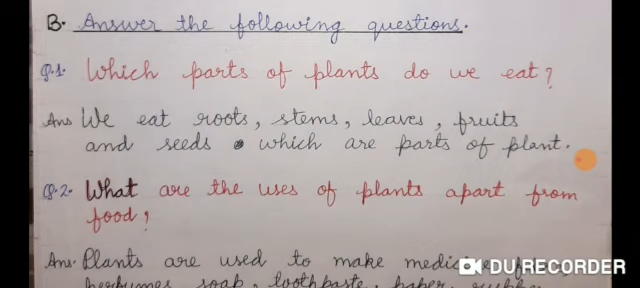 B. Answer the following questions.
Q.1. Which parts of plants do we eat?
Ans We eat roots, stems, leaves, fruits
and seeds which are parts of plant.
Q.2. What are the uses of plants apart from
food?
Ans. Plants are used to make
perfumes, soap, toothpaste, paper, rubber
DU RECORDER